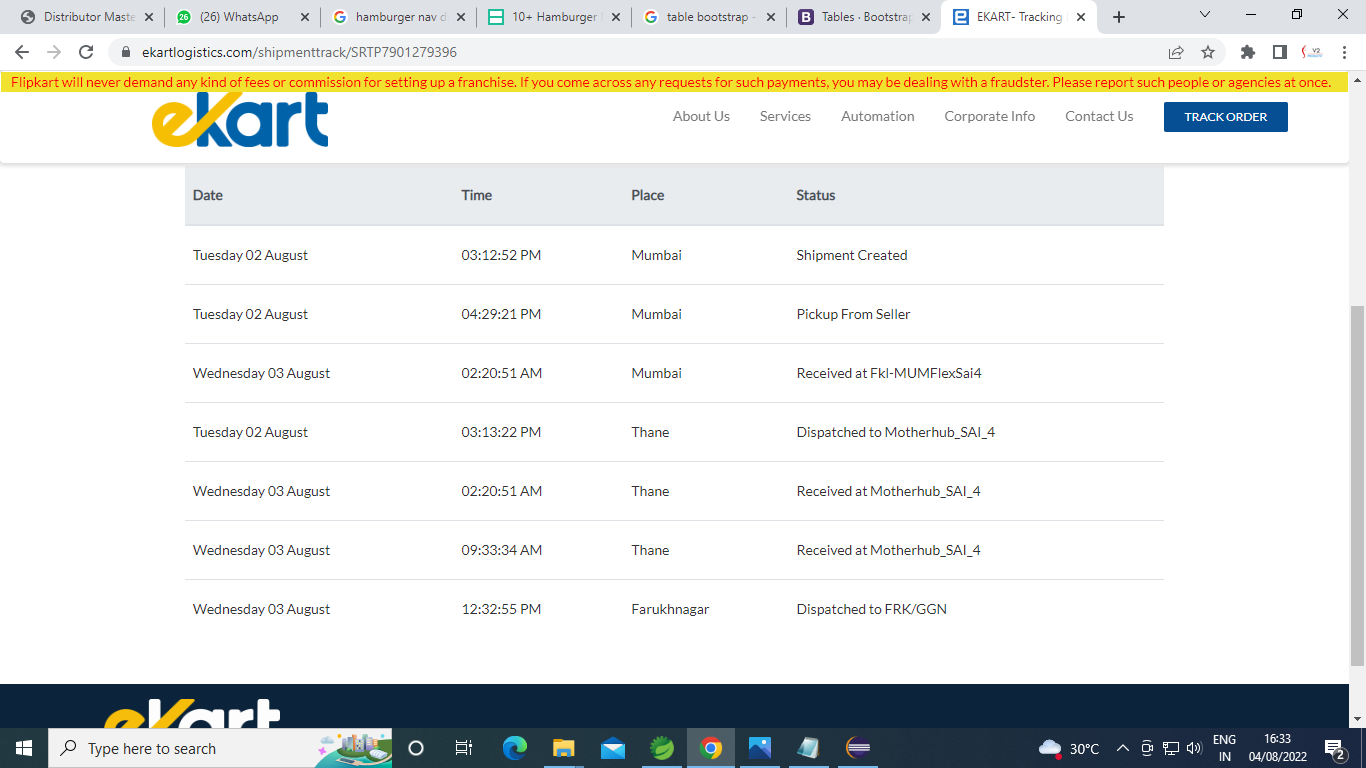 Distributor Maste
(26) WhatsApp
hamburger nav d
10+ Hamburger
table bootstrap -
Tables · Bootstrap
EKART- Tracking
ekartlogistics.com/shipmenttrack/SRTP7901279396
Flipkart will never demand any kind of fees or commission for setting up a franchise. If you come across any requests for such payments, you may be dealing with a fraudster. Please report such people or agencies at once.
ekart
About Us Services Automation Corporate Info Contact Us TRACK ORDER
Date Time Place Status
Tuesday 02 August 03:12:52 PM Mumbai Shipment Created
Tuesday 02 August 04:29:21 PM Mumbai Pickup From Seller
Wednesday 03 August 02:20:51 AM Mumbai Received at Fkl-MUMFlexSai4
Tuesday 02 August 03:13:22 PM Thane Dispatched to Motherhub_SAI_4
Wednesday 03 August 02:20:51 AM Thane Received at Motherhub_SAI_4
Wednesday 03 August 09:33:34 AM Thane Received at Motherhub_SAI_4
Wednesday 03 August 12:32:55 PM Farukhnagar Dispatched to FRK/GGN
ekart
Type here to search
30°C
ENG
IN
16:33
04/08/2022
2